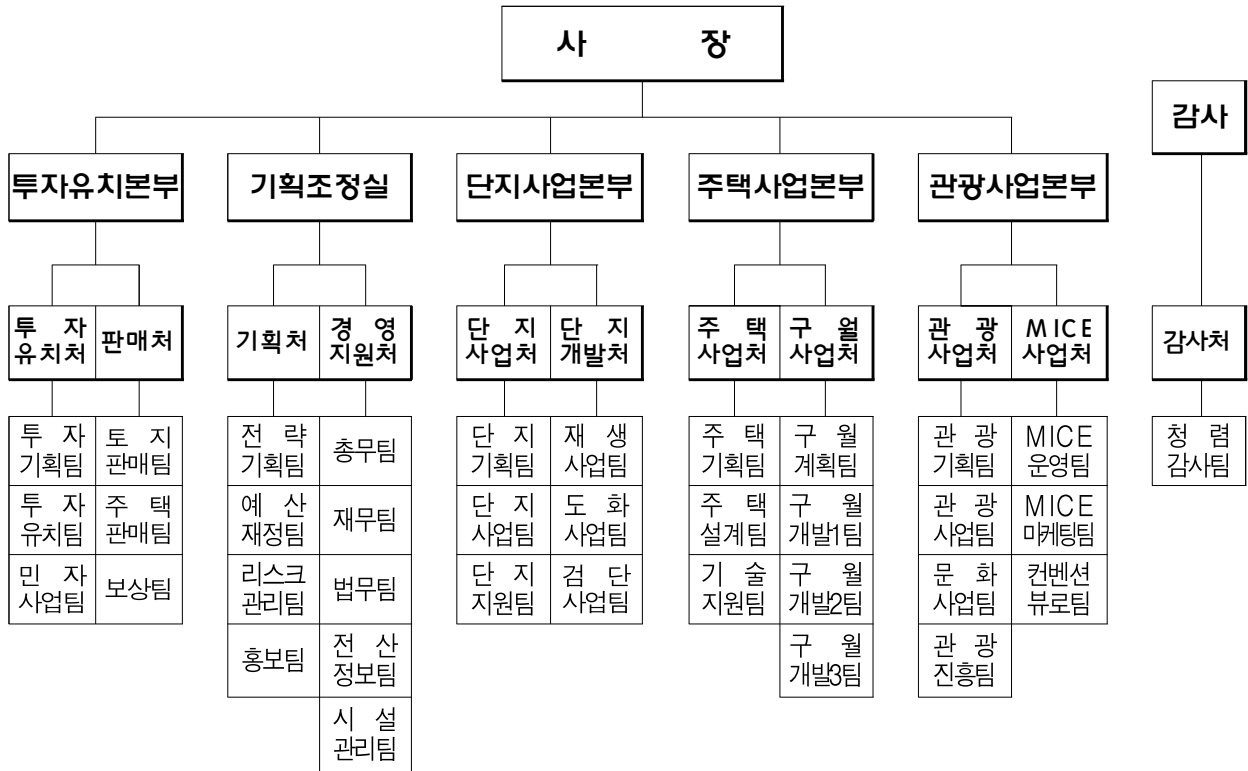 사 장
감사
투자유치본부
기획조정실
단지사업본부
주택사업본부
관광사업본부
투 자
유치처
판매처
기획처
경 영
지원처
단 지
사업처
단 지
개발처
주 택
사업처
구 월
사업처
관 광
사업처
MICE
사업처
감사처
투 자
기획팀
투 자
유치팀
민 자
사업팀
토 지
판매팀
주 택
판매팀
보상팀
전 략
기획팀
예 산
재정팀
리스크
관리팀
홍보팀
총무팀
재무팀
법무팀
전 산
정보팀
시 설
관리팀
단 지
기획팀
단 지
사업팀
단 지
지원팀
재 생
사업팀
도 화
사업팀
검 단
사업팀
주 택
기획팀
주 택
설계팀
기 술
지원팀
구 월
계획팀
구 월
개발1팀
구 월
개발2팀
구 월
개발3팀
관 광
기획팀
관 광
사업팀
문 화
사업팀
관 광
진흥팀
MICE
운영팀
MICE
마케팅팀
컨벤션
뷰로팀
청 렴
감사팀